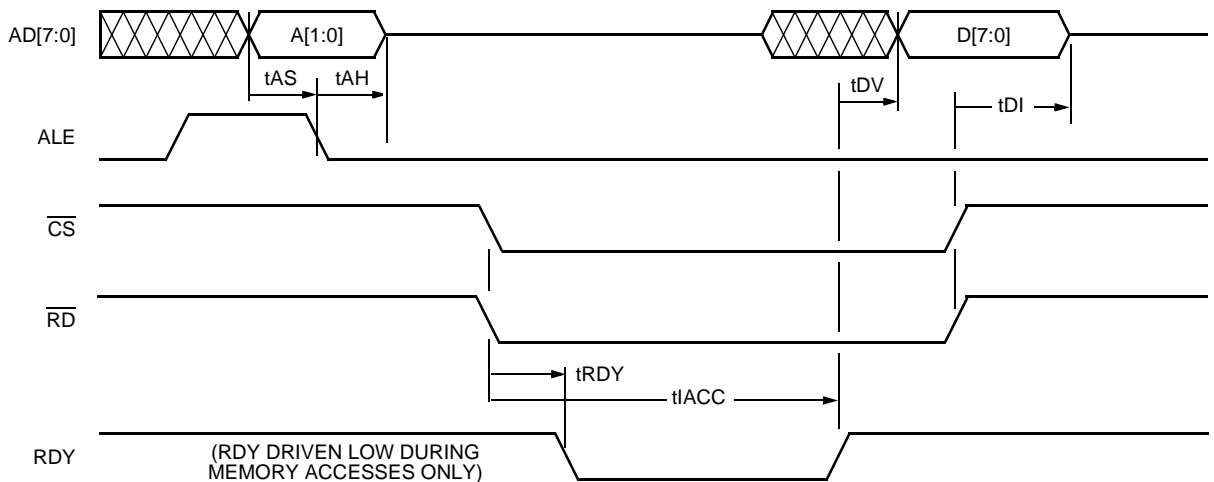 AD[7:0]
A[1:0]
D[7:0]
tAS
tAH
tDV
tDI
ALE
CS
RD
tRDY
tIACC
RDY
(RDY DRIVEN LOW DURING
MEMORY ACCESSES ONLY)